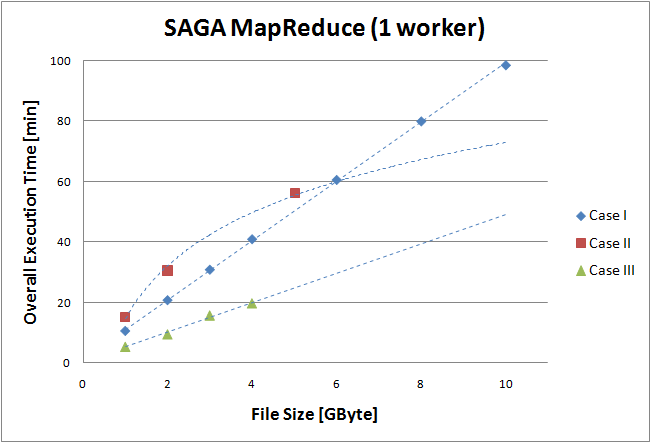 SAGA MapReduce (1 worker)
Overall Execution Time [min]
100
80
60
40
20
0
0 2 4 6 8 10
File Size [GByte]
Case I
Case II
Case III